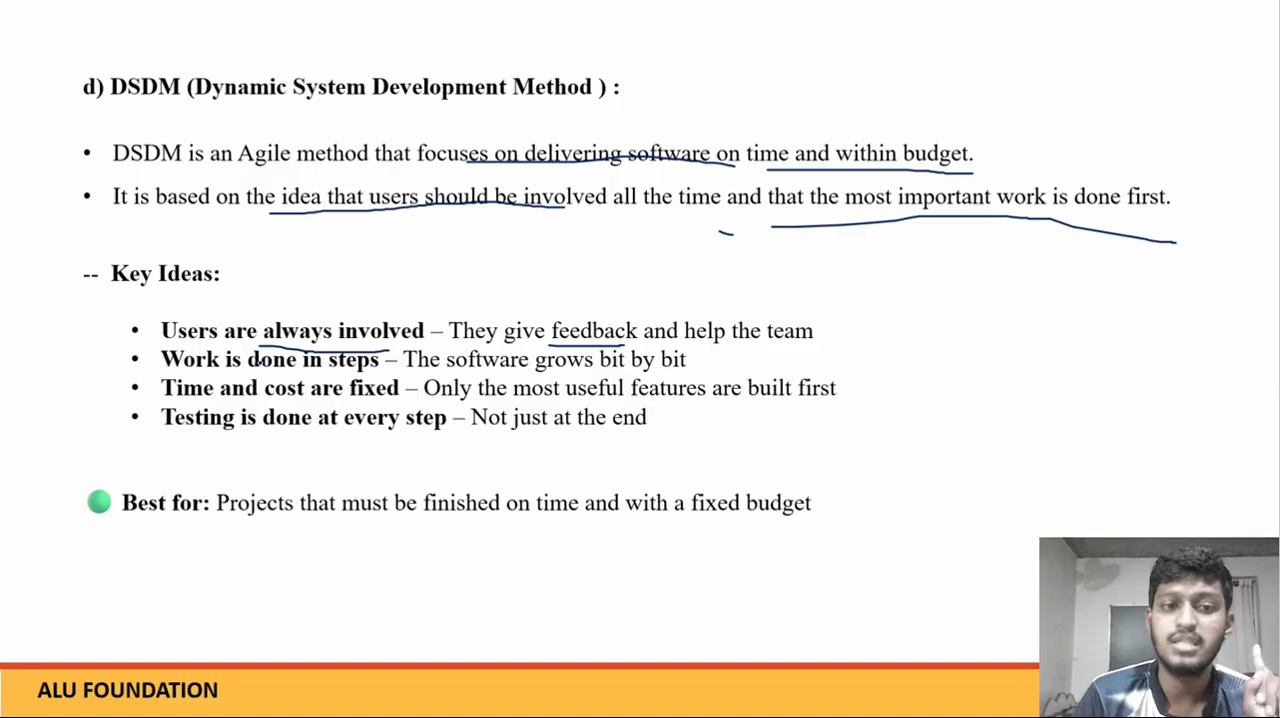 d) DSDM (Dynamic System Development Method ) :
• DSDM is an Agile method that focuses on delivering software on time and within budget.
• It is based on the idea that users should be involved all the time and that the most important work is done first.
-- Key Ideas:
• Users are always involved – They give feedback and help the team
• Work is done in steps – The software grows bit by bit
• Time and cost are fixed – Only the most useful features are built first
• Testing is done at every step – Not just at the end
Best for: Projects that must be finished on time and with a fixed budget
ALU FOUNDATION